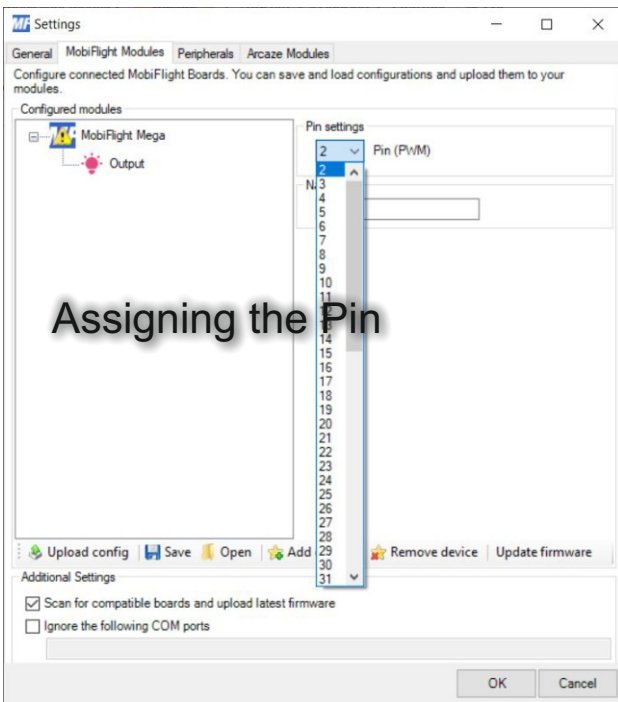 MF Settings
General MobiFlight Modules Peripherals Arcaze Modules
Configure connected MobiFlight Boards. You can save and load configurations and upload them to your
modules.
Configured modules
MobiFlight Mega
Output
Pin settings
2 Pin (PWM)
2
3
4
5
6
7
8
9
10
11
12
13
14
15
16
17
18
19
20
21
22
23
24
25
26
27
28
29
30
31
Assigning the Pin
Upload config Save Open Add Remove device Update firmware
Additional Settings
Scan for compatible boards and upload latest firmware
Ignore the following COM ports
OK Cancel